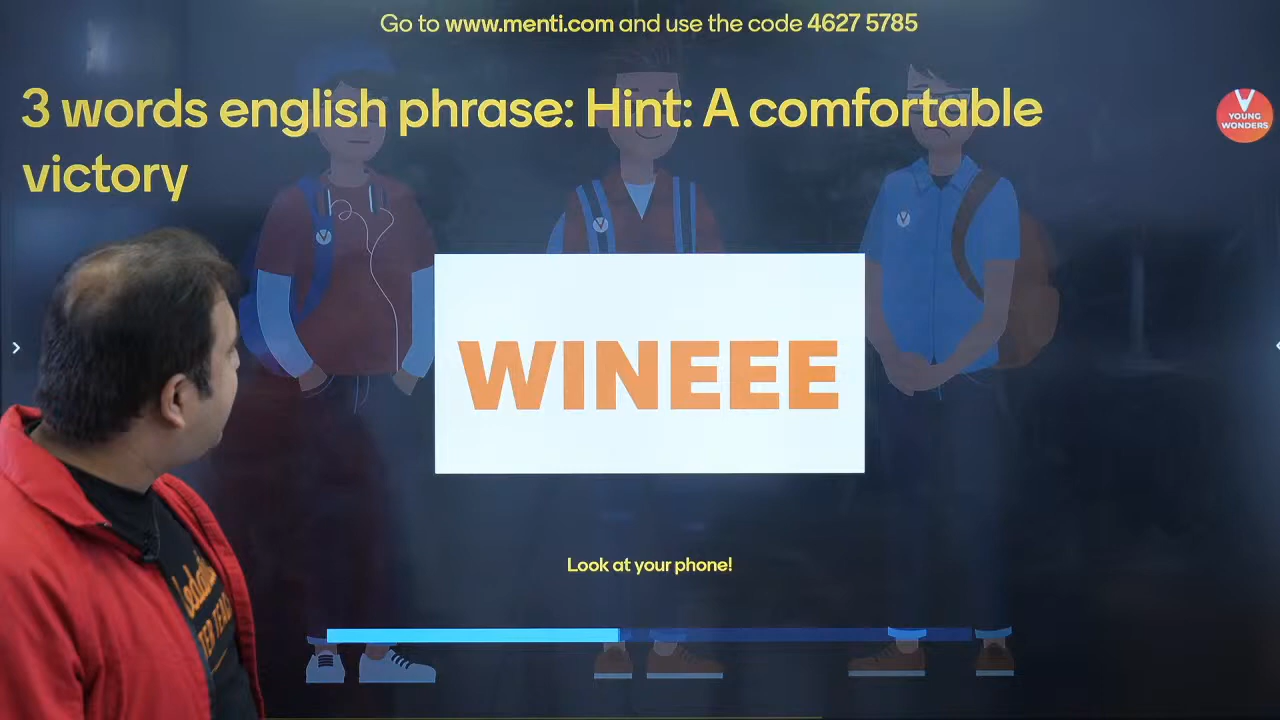 Go to www.menti.com and use the code 4627 5785
3 words english phrase: Hint: A comfortable
victory
YOUNG
WONDERS
WINEEE
Look at your phone!